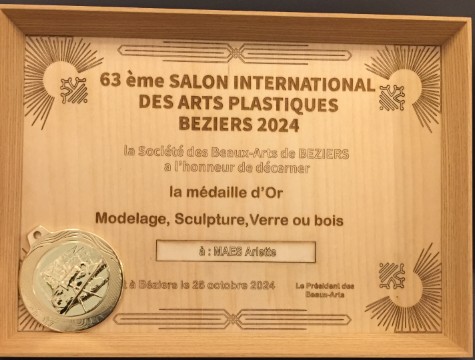 63 ème SALON INTERNATIONAL
DES ARTS PLASTIQUES
BEZIERS 2024
la Société des Beaux-Arts de BEZIERS
a l'honneur de décerner
la médaille d'Or
Modelage, Sculpture,Verre ou bois
à : MAES Arlette
à Béziers le 25 octobre 2024
Le Président des
Beaux-Arts